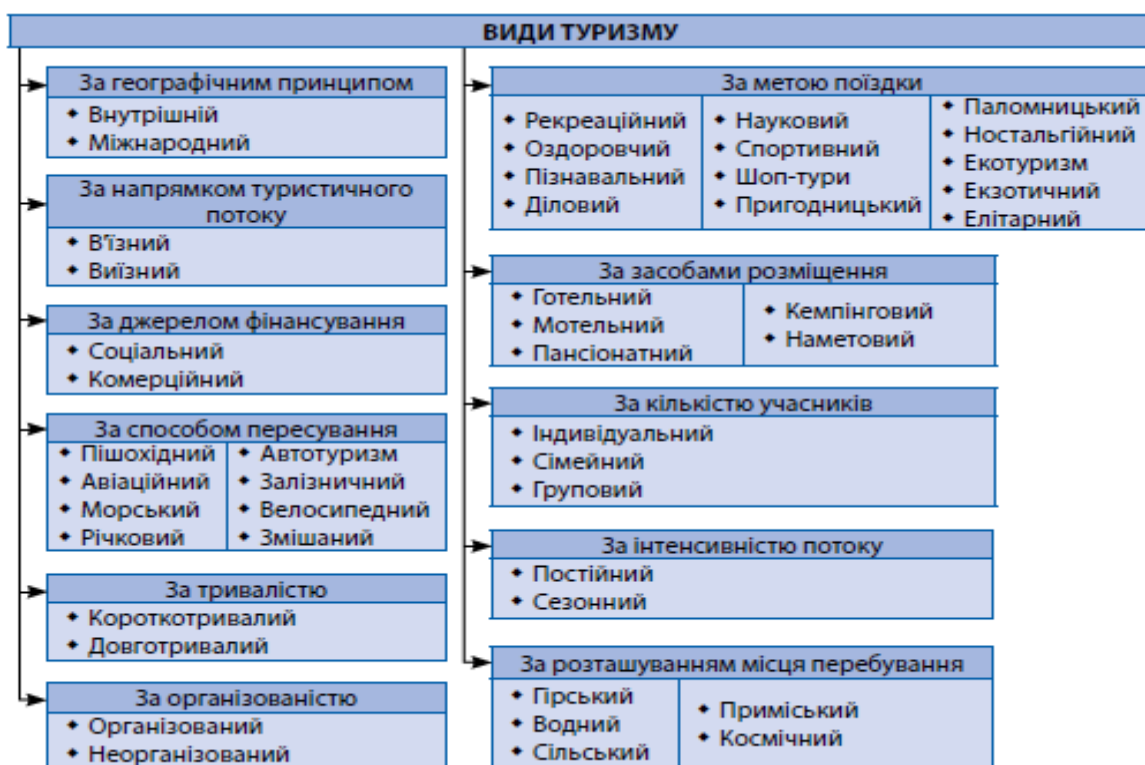 ВИДИ ТУРИЗМУ
За географічним принципом
◆ Внутрішній
◆ Міжнародний
За напрямком туристичного
потоку
◆ В'їзний
◆ Виїзний
За джерелом фінансування
◆ Соціальний
◆ Комерційний
За способом пересування
◆ Пішохідний
◆ Авіаційний
◆ Морський
◆ Річковий
◆ Автотуризм
◆ Залізничний
◆ Велосипедний
◆ Змішаний
За тривалістю
◆ Короткотривалий
◆ Довготривалий
За організованістю
◆ Організований
◆ Неорганізований
За метою поїздки
◆ Рекреаційний
◆ Оздоровчий
◆ Пізнавальний
◆ Діловий
◆ Науковий
◆ Спортивний
◆ Шоп-тури
◆ Пригодницький
◆ Паломницький
◆ Ностальгійний
◆ Екотуризм
◆ Екзотичний
◆ Елітарний
За засобами розміщення
◆ Готельний
◆ Мотельний
◆ Пансіонатний
◆ Кемпінговий
◆ Наметовий
За кількістю учасників
◆ Індивідуальний
◆ Сімейний
◆ Груповий
За інтенсивністю потоку
◆ Постійний
◆ Сезонний
За розташуванням місця перебування
◆ Гірський
◆ Водний
◆ Сільський
◆ Приміський
◆ Космічний